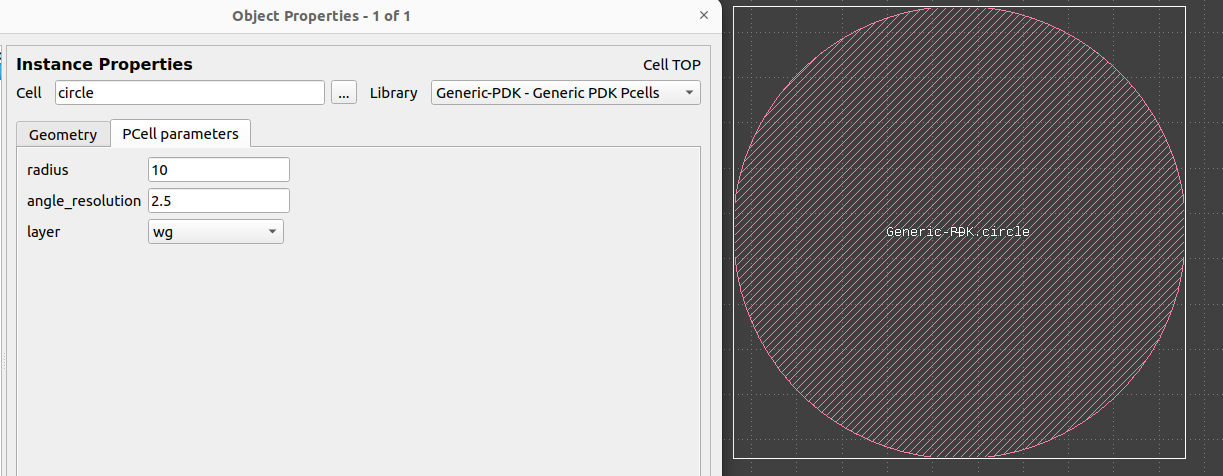 Object Properties - 1 of 1
Instance Properties
Cell TOP
Cell circle ... Library Generic-PDK - Generic PDK Pcells
Geometry PCell parameters
radius 10
angle_resolution 2.5
layer wg
Generic-PDK.circle